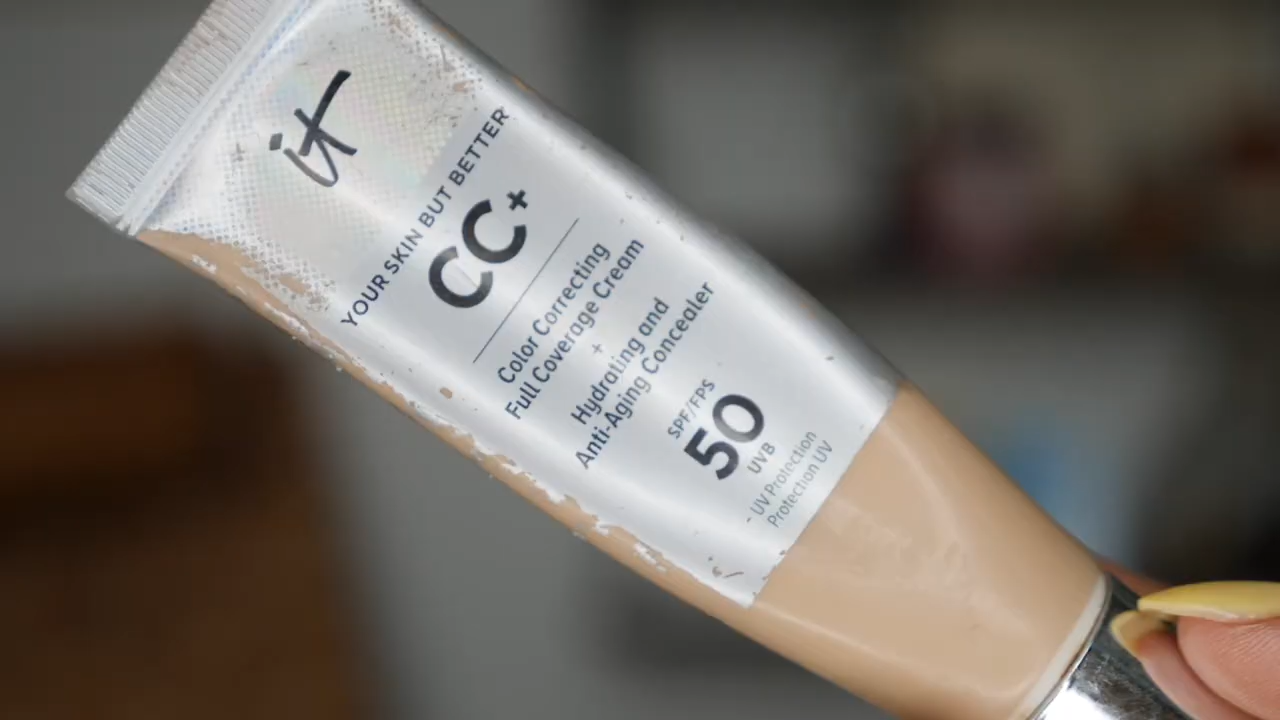 it
YOUR SKIN BUT BETTER
CC+
Color Correcting
Full Coverage Cream
+
Hydrating and
Anti-Aging Concealer
SPF/FPS
50
UVB
UV Protection
Protection UV